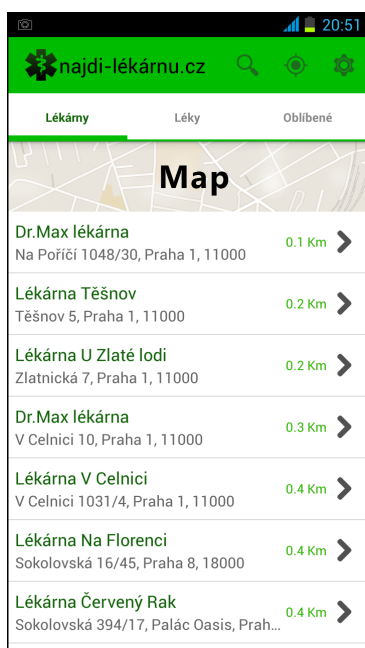 20:51
najdi-lékárnu.cz
Lékárny Léky Oblíbené
Map
Dr.Max lékárna
Na Poříčí 1048/30, Praha 1, 11000
0.1 Km
Lékárna Těšnov
Těšnov 5, Praha 1, 11000
0.2 Km
Lékárna U Zlaté lodi
Zlatnická 7, Praha 1, 11000
0.2 Km
Dr.Max lékárna
V Celnici 10, Praha 1, 11000
0.3 Km
Lékárna V Celnici
V Celnici 1031/4, Praha 1, 11000
0.4 Km
Lékárna Na Florenci
Sokolovská 16/45, Praha 8, 18000
0.4 Km
Lékárna Červený Rak
Sokolovská 394/17, Palác Oasis, Prah...
0.4 Km